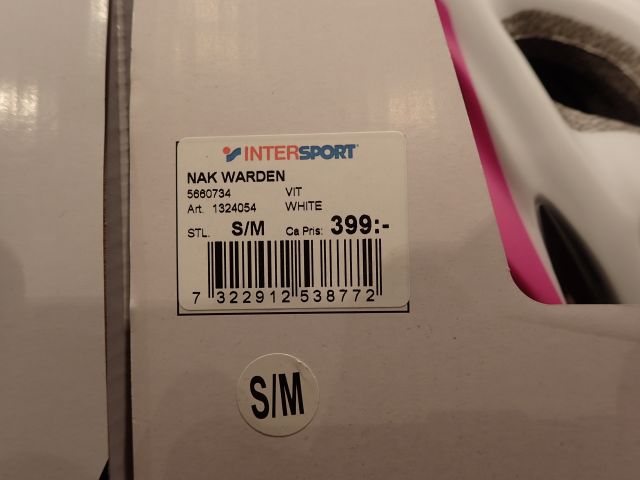 INTERSPORT
NAK WARDEN
5660734 VIT
Art. 1324054 WHITE
STL. S/M Ca Pris: 399:-
7 322912 538772
S/M